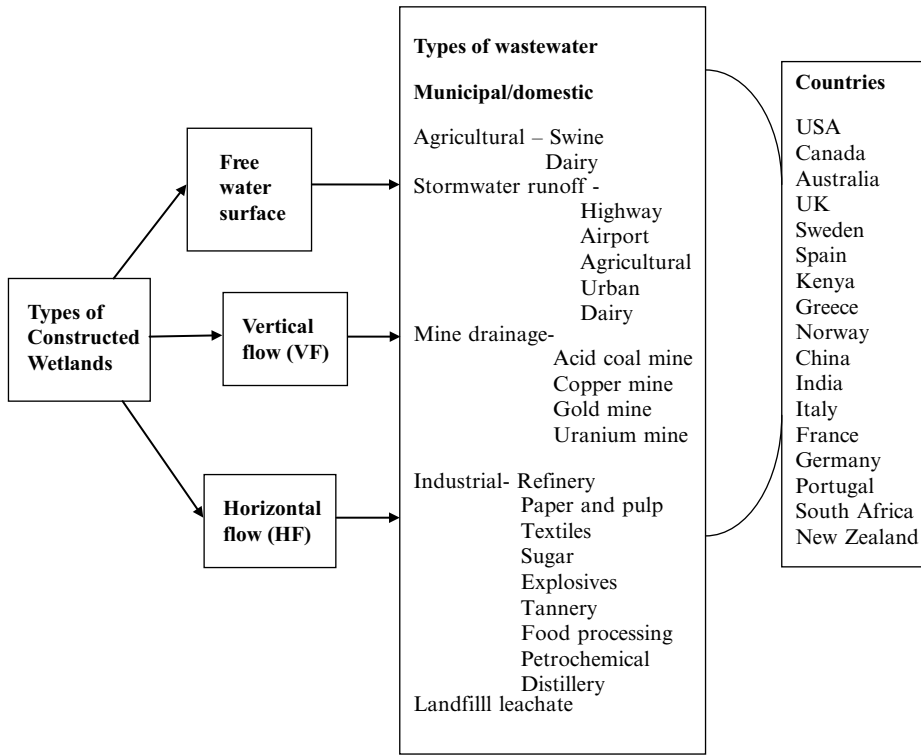 Types of
Constructed
Wetlands
Free
water
surface
Vertical
flow (VF)
Horizontal
flow (HF)
Types of wastewater
Municipal/domestic
Agricultural – Swine
Dairy
Stormwater runoff -
Highway
Airport
Agricultural
Urban
Dairy
Mine drainage-
Acid coal mine
Copper mine
Gold mine
Uranium mine
Industrial- Refinery
Paper and pulp
Textiles
Sugar
Explosives
Tannery
Food processing
Petrochemical
Distillery
Landfilll leachate
Countries
USA
Canada
Australia
UK
Sweden
Spain
Kenya
Greece
Norway
China
India
Italy
France
Germany
Portugal
South Africa
New Zealand